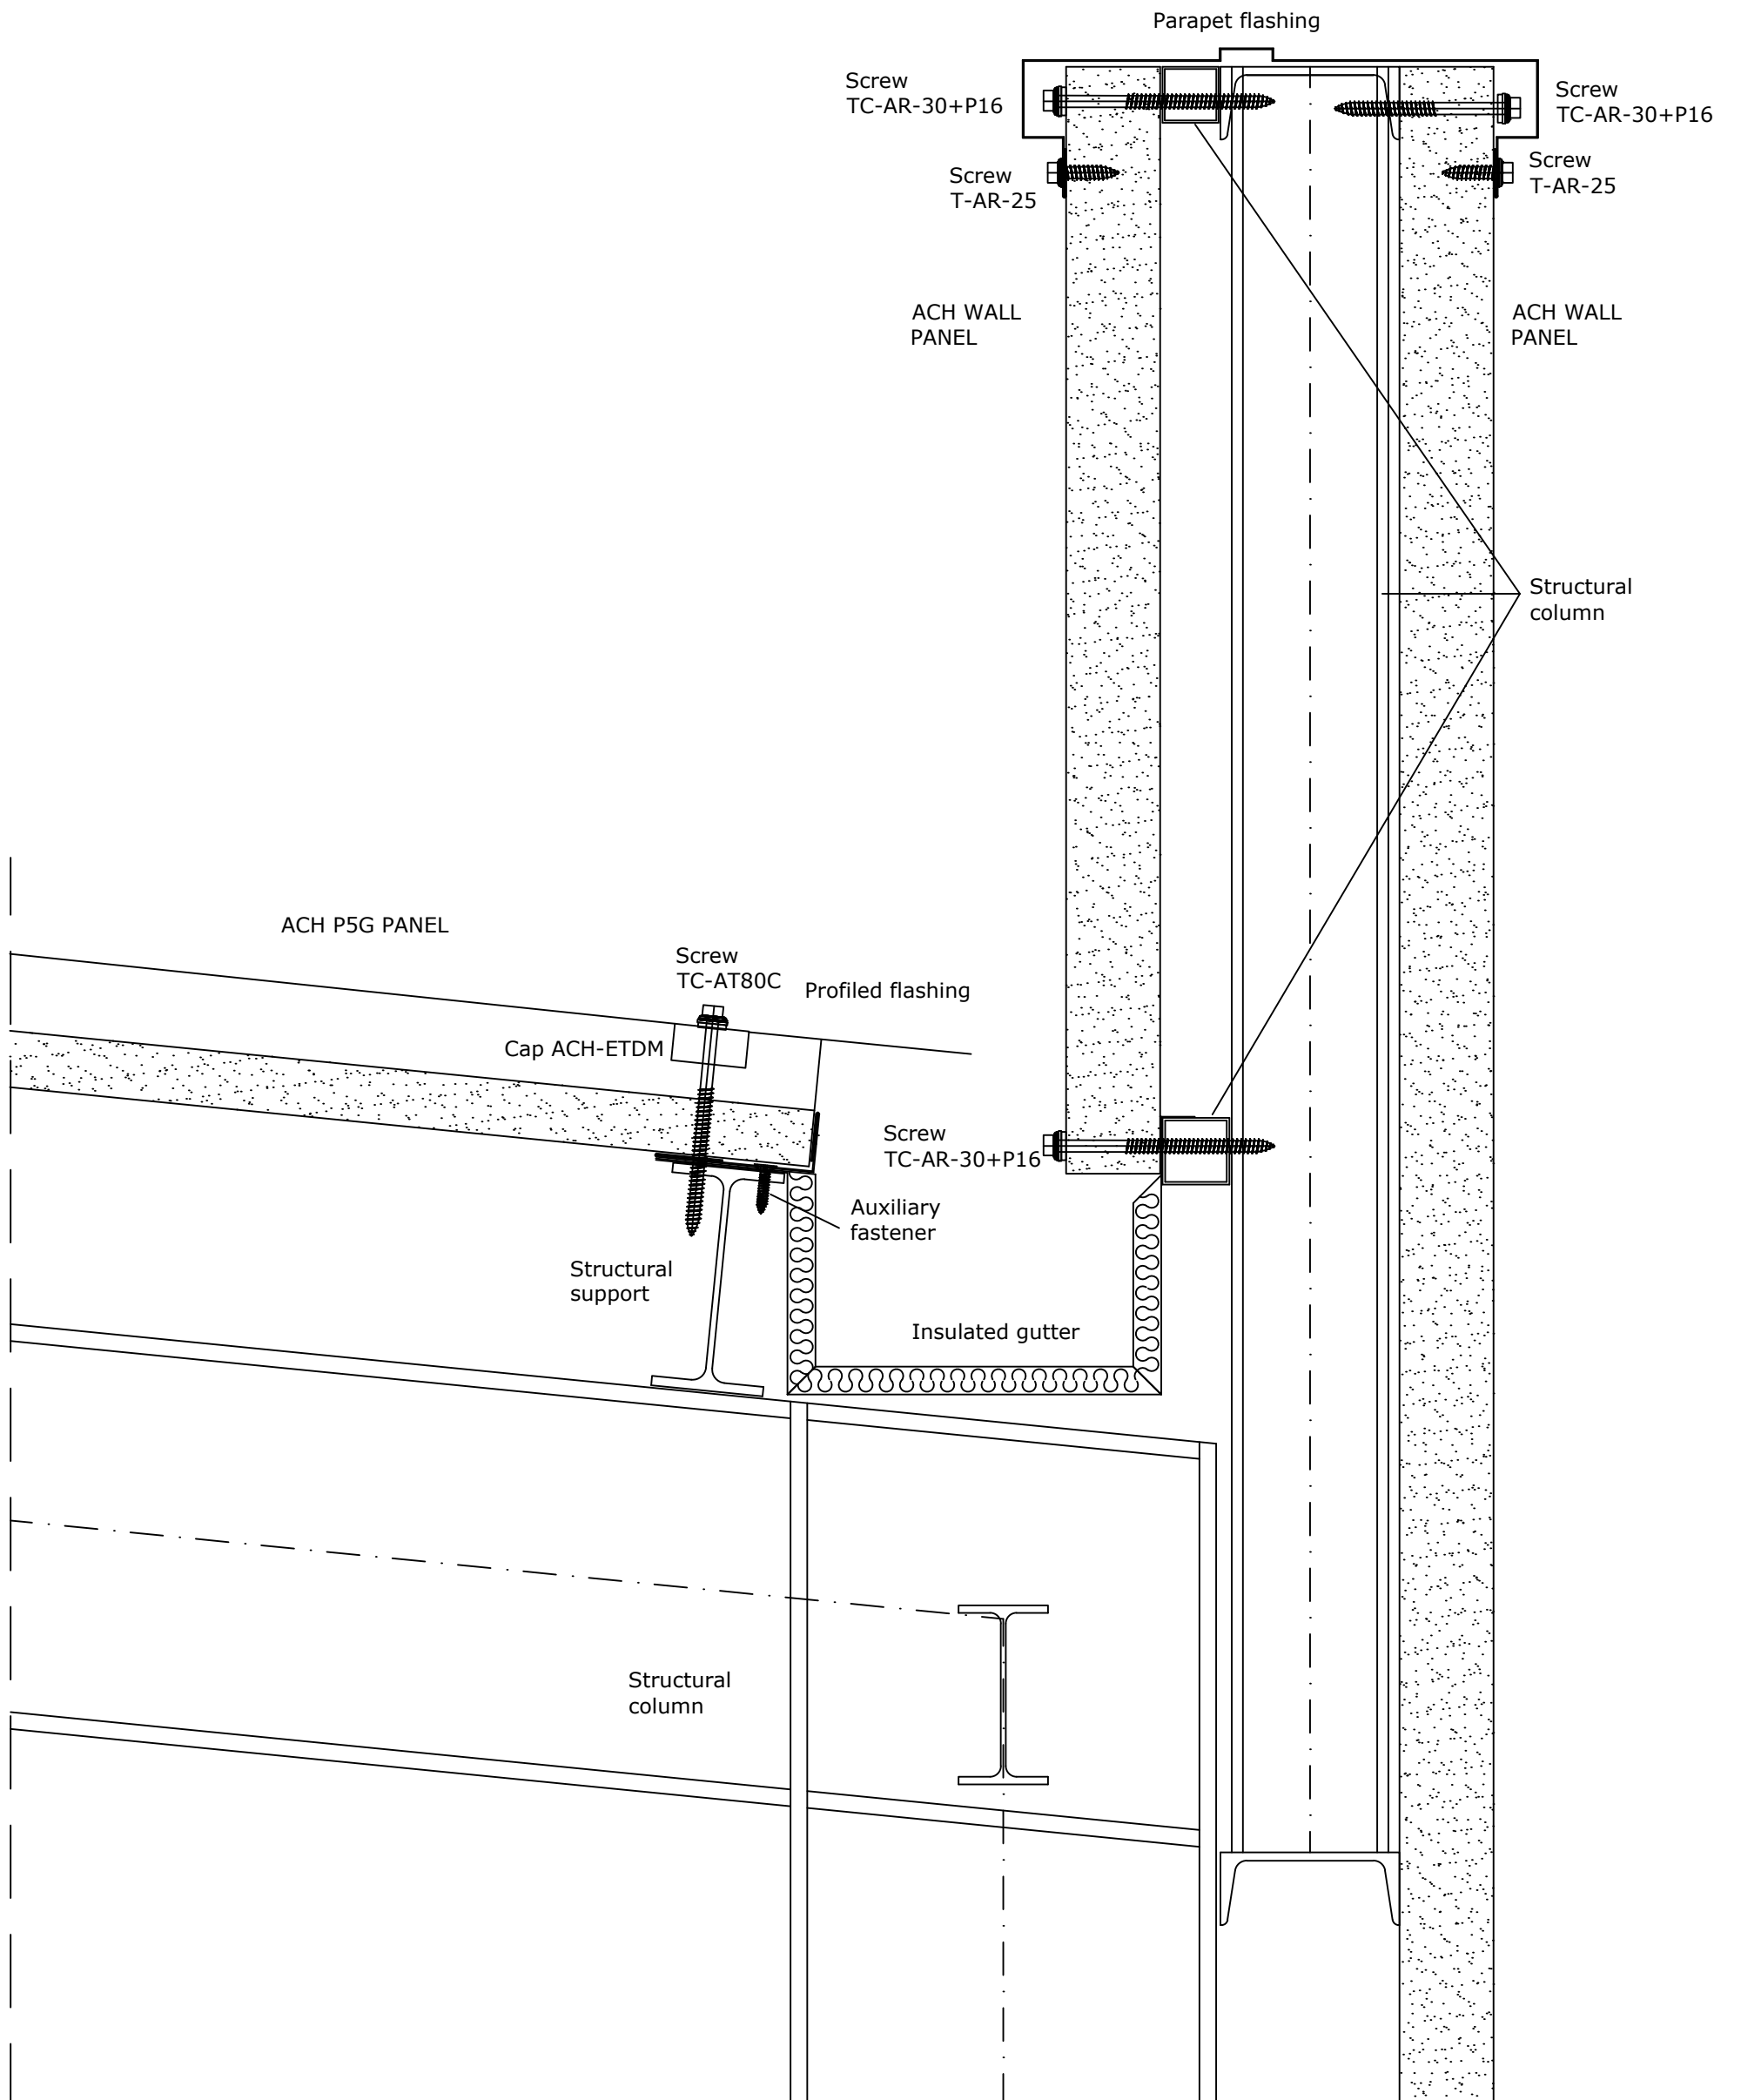 Parapet flashing
Screw
TC-AR-30+P16
Screw
TC-AR-30+P16
Screw
T-AR-25
Screw
T-AR-25
ACH WALL
PANEL
ACH WALL
PANEL
Structural
column
ACH P5G PANEL
Screw
TC-AT80C
Profiled flashing
Cap ACH-ETDM
Screw
TC-AR-30+P16
Auxiliary
fastener
Structural
support
Insulated gutter
Structural
column